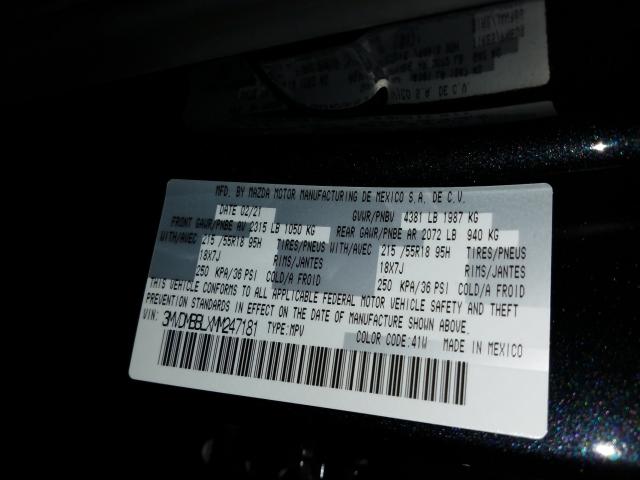 MFD. BY MAZDA MOTOR MANUFACTURING DE MEXICO S.A. DE C.V.
DATE 02/21 GVWR/PNBV 4381 LB 1987 KG
FRONT GAWR/PNBE AV 2315 LB 1050 KG REAR GAWR/PNBE AR 2072 LB 940 KG
WITH/AVEC 215 /55R18 95H TIRES/PNEUS WITH/AVEC 215 /55R18 95H TIRES/PNEUS
18X7J RIMS/JANTES 18X7J RIMS/JANTES
250 KPA/36 PSI COLD/A FROID 250 KPA/36 PSI COLD/A FROID
THIS VEHICLE CONFORMS TO ALL APPLICABLE FEDERAL MOTOR VEHICLE SAFETY AND THEFT
PREVENTION STANDARDS IN EFFECT ON THE DATE OF MANUFACTURE SHOWN ABOVE.
VIN: TYPE:MPV COLOR CODE:41W MADE IN MEXICO